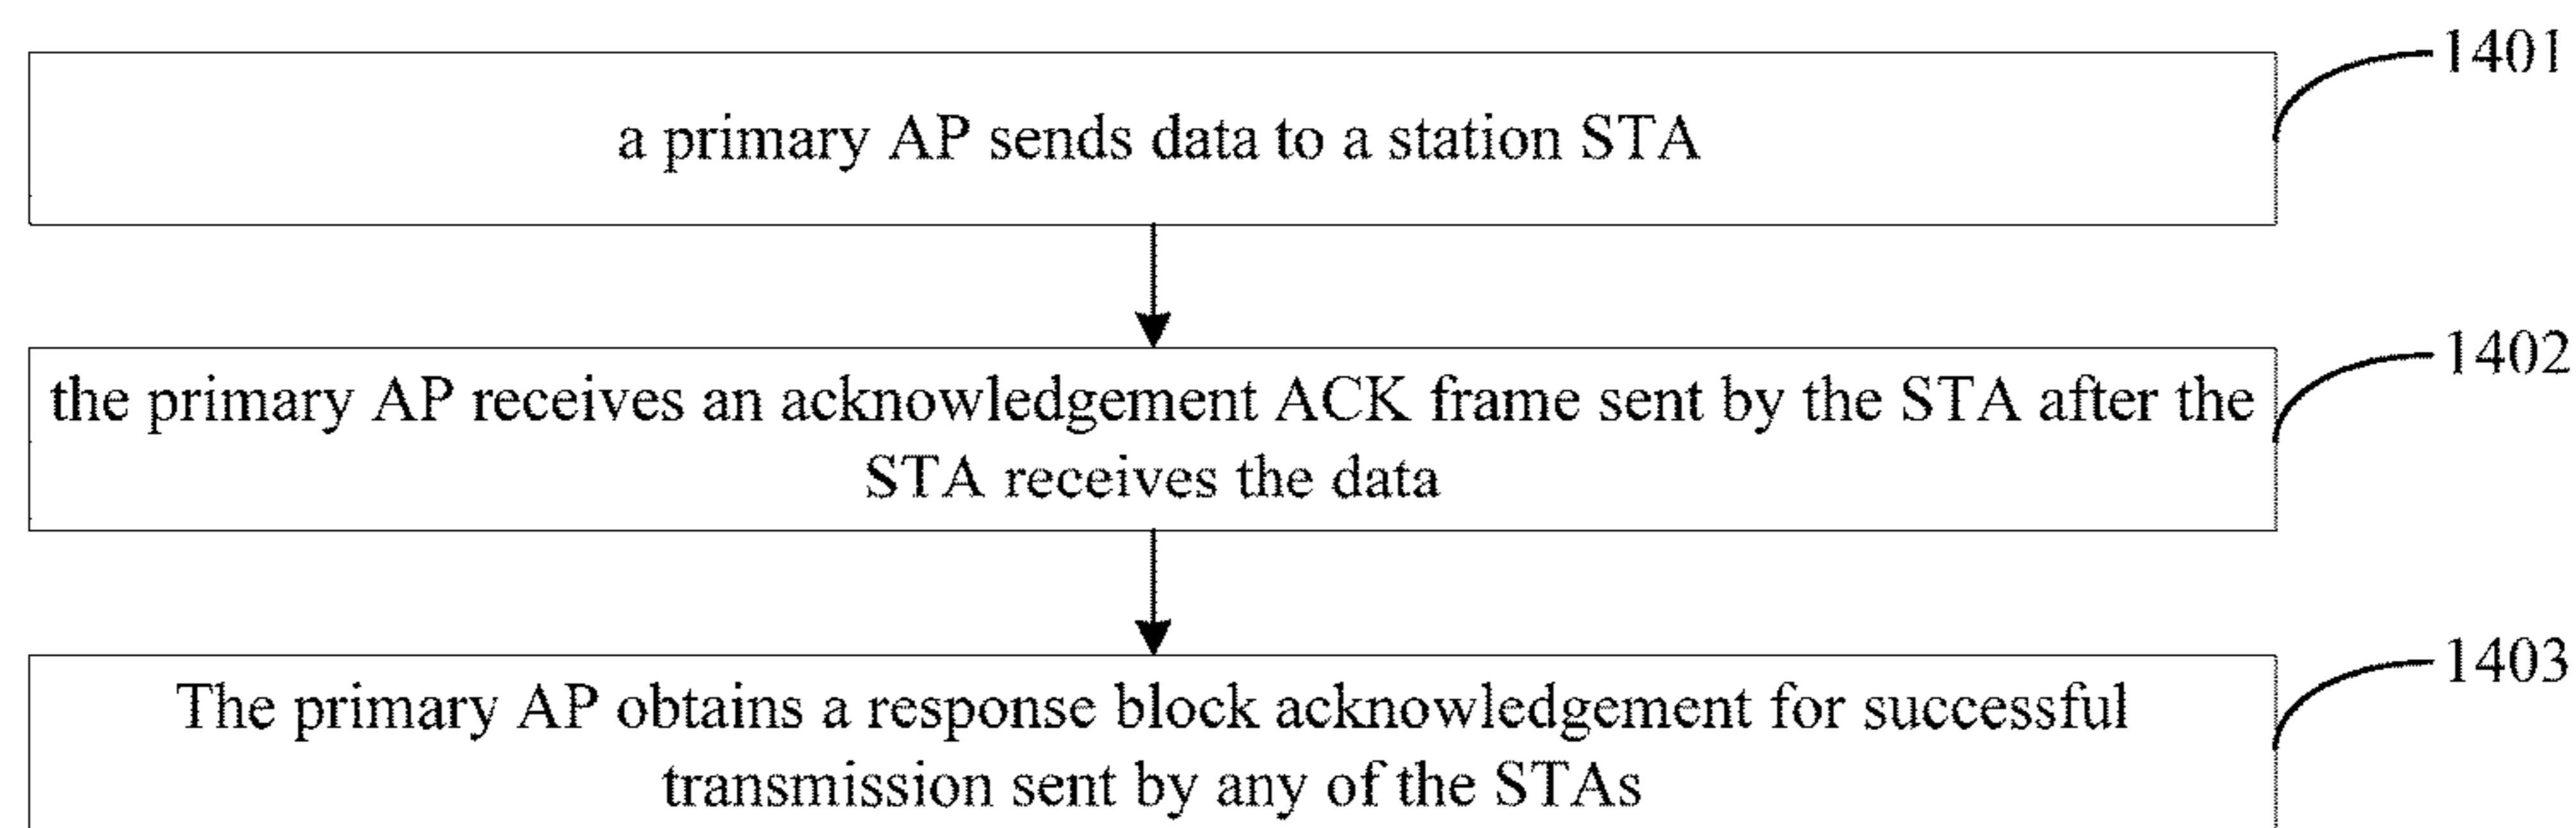 1401
a primary AP sends data to a station STA
1402
the primary AP receives an acknowledgement ACK frame sent by the STA after the
STA receives the data
1403
The primary AP obtains a response block acknowledgement for successful
transmission sent by any of the STAs